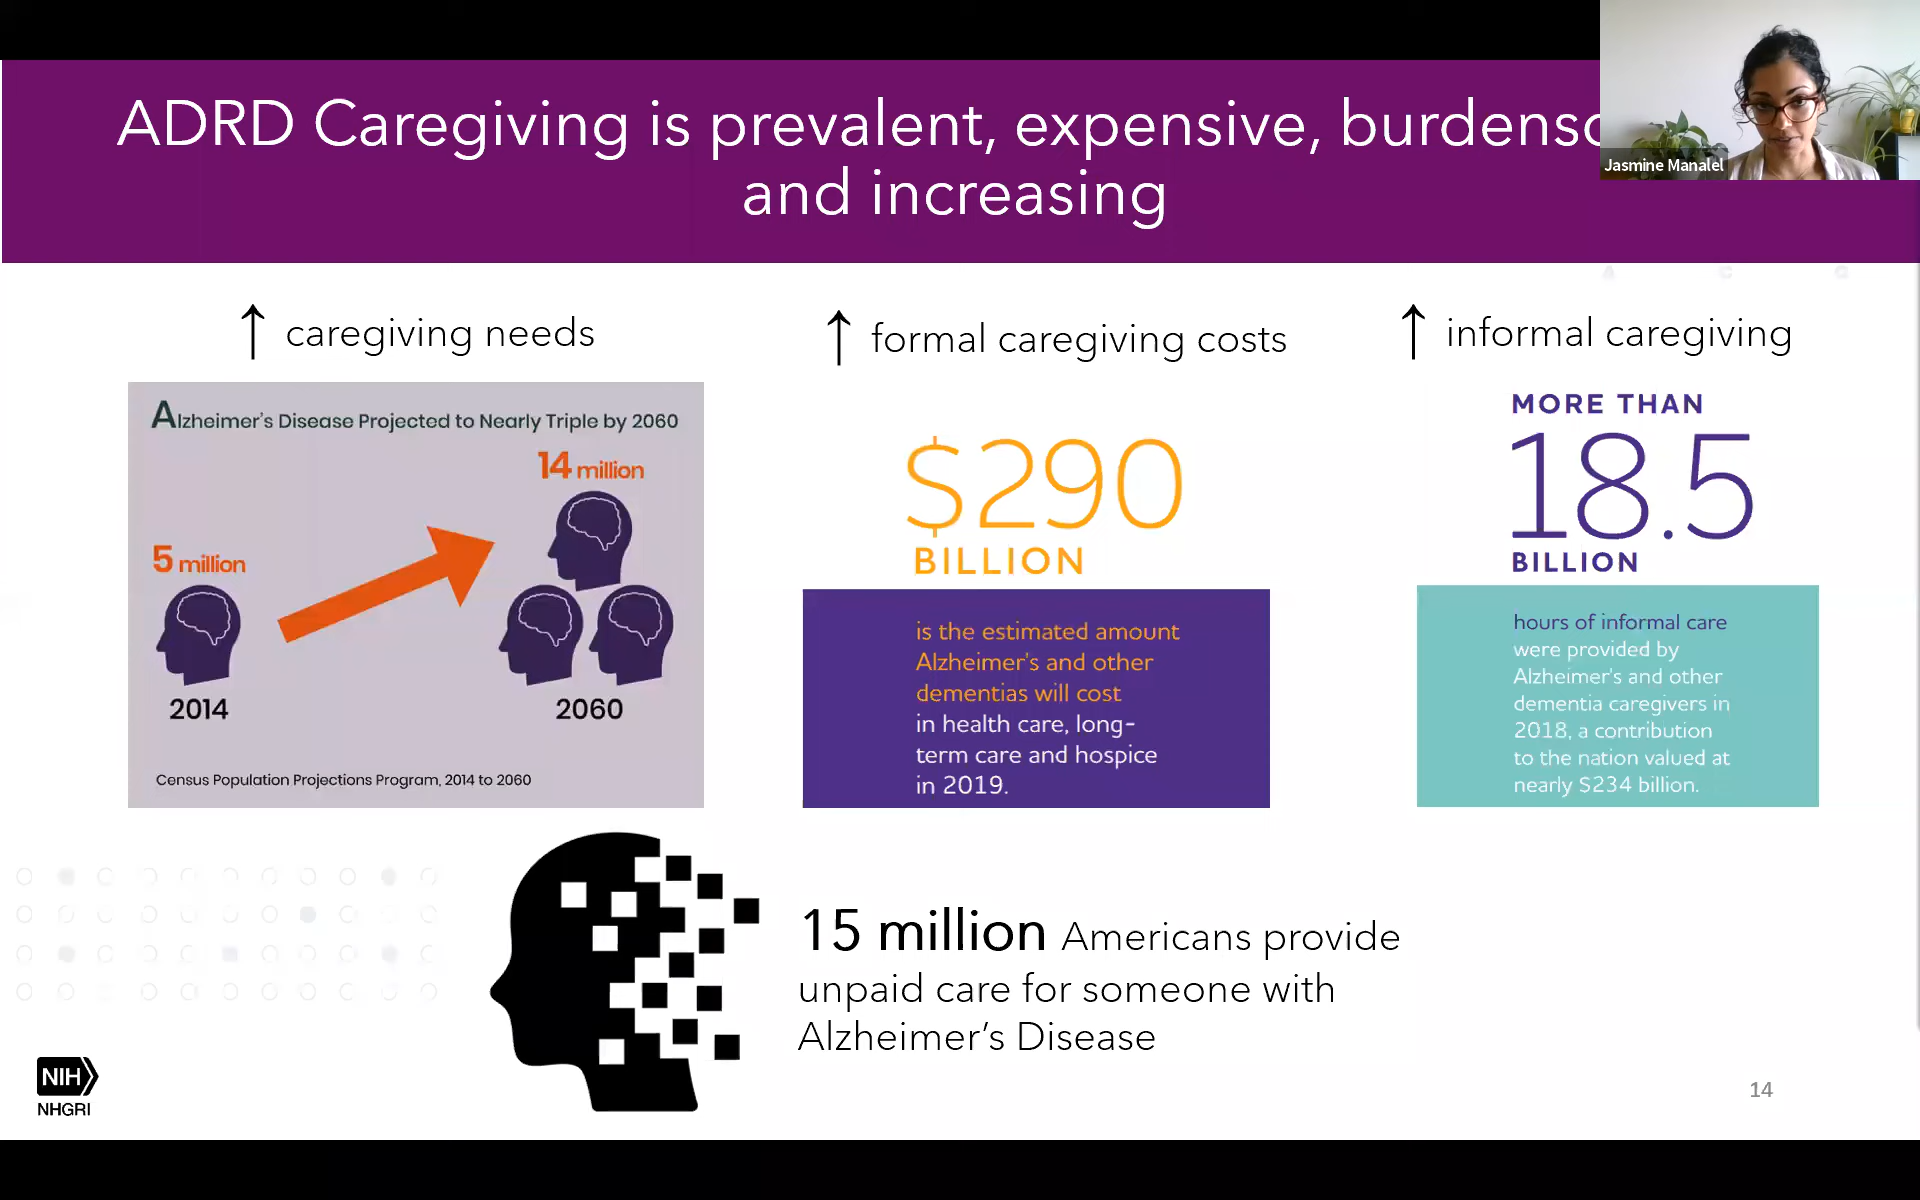 ADRD Caregiving is prevalent, expensive,
and increasing
Jasmine Manalel
↑ caregiving needs
Alzheimer's Disease Projected to Nearly Triple by 2060
14 million
5 million
2014
2060
Census Population Projections Program, 2014 to 2060
↑ formal caregiving costs
$290
BILLION
is the estimated amount
Alzheimer's and other
dementias will cost
in health care, long-
term care and hospice
in 2019.
↑ informal caregiving
MORE THAN
18.5
BILLION
hours of informal care
were provided by
Alzheimer's and other
dementia caregivers in
2018, a contribution
to the nation valued at
nearly $234 billion.
15 million Americans provide
unpaid care for someone with
Alzheimer’s Disease
NIH
NHGRI
14